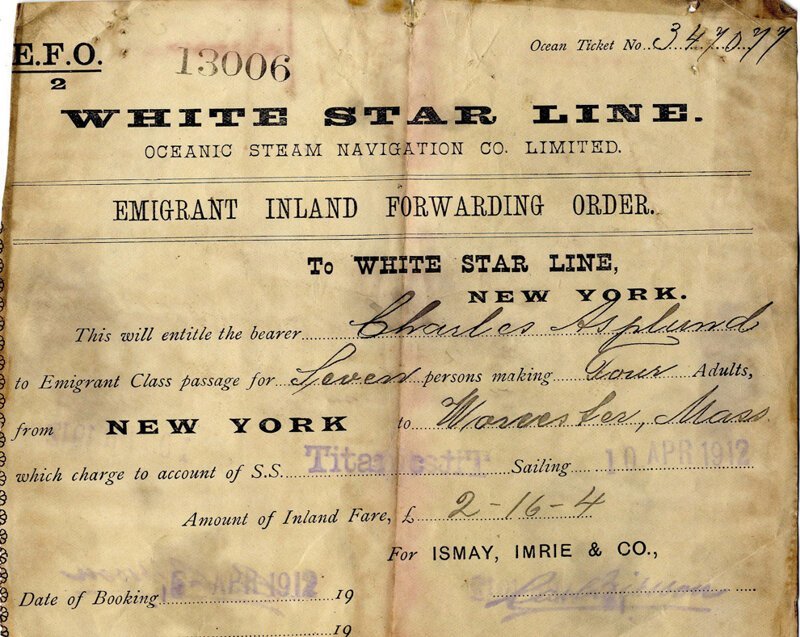 E.F.O. 13006 Ocean Ticket No. 347077
2
WHITE STAR LINE.
OCEANIC STEAM NAVIGATION CO. LIMITED.
EMIGRANT INLAND FORWARDING ORDER.
To WHITE STAR LINE,
NEW YORK.
This will entitle the bearer Charles Asplund
to Emigrant Class passage for Seven persons making Four Adults,
from NEW YORK to Worcester, Mass
which charge to account of S.S. Titanic Sailing 10 APR 1912
Amount of Inland Fare, £ 2-16-4
For ISMAY, IMRIE & CO.,
Date of Booking APR 1912 19
19